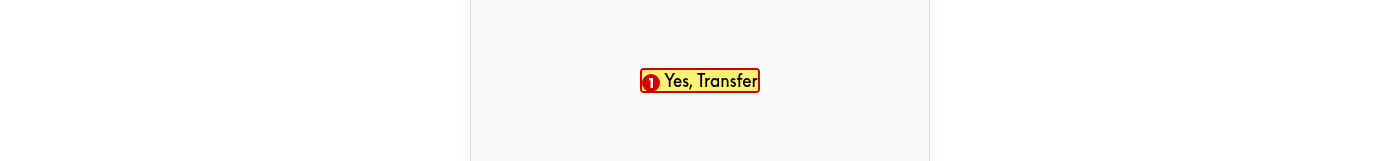 1 Yes, Transfer